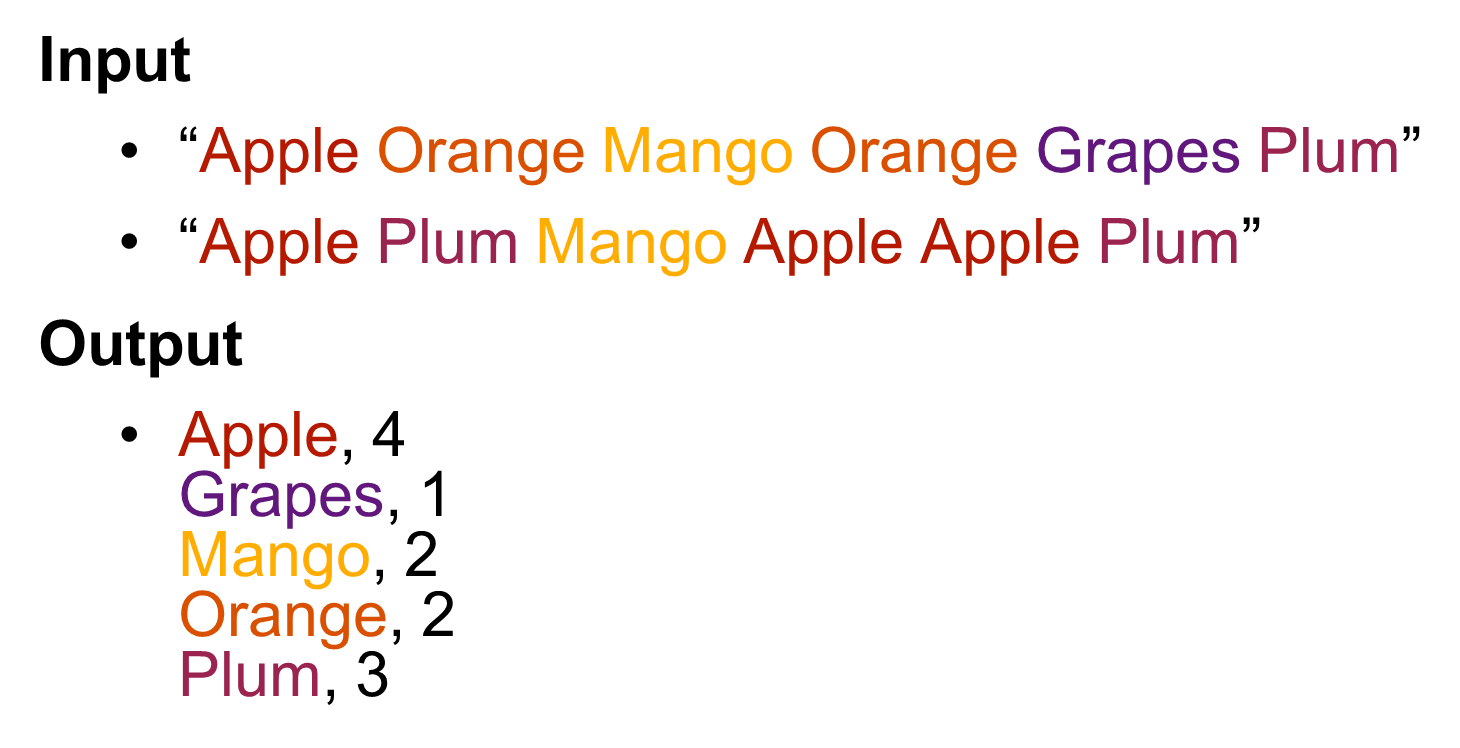 Input
• “Apple Orange Mango Orange Grapes Plum”
• “Apple Plum Mango Apple Apple Plum”
Output
• Apple, 4
Grapes, 1
Mango, 2
Orange, 2
Plum, 3